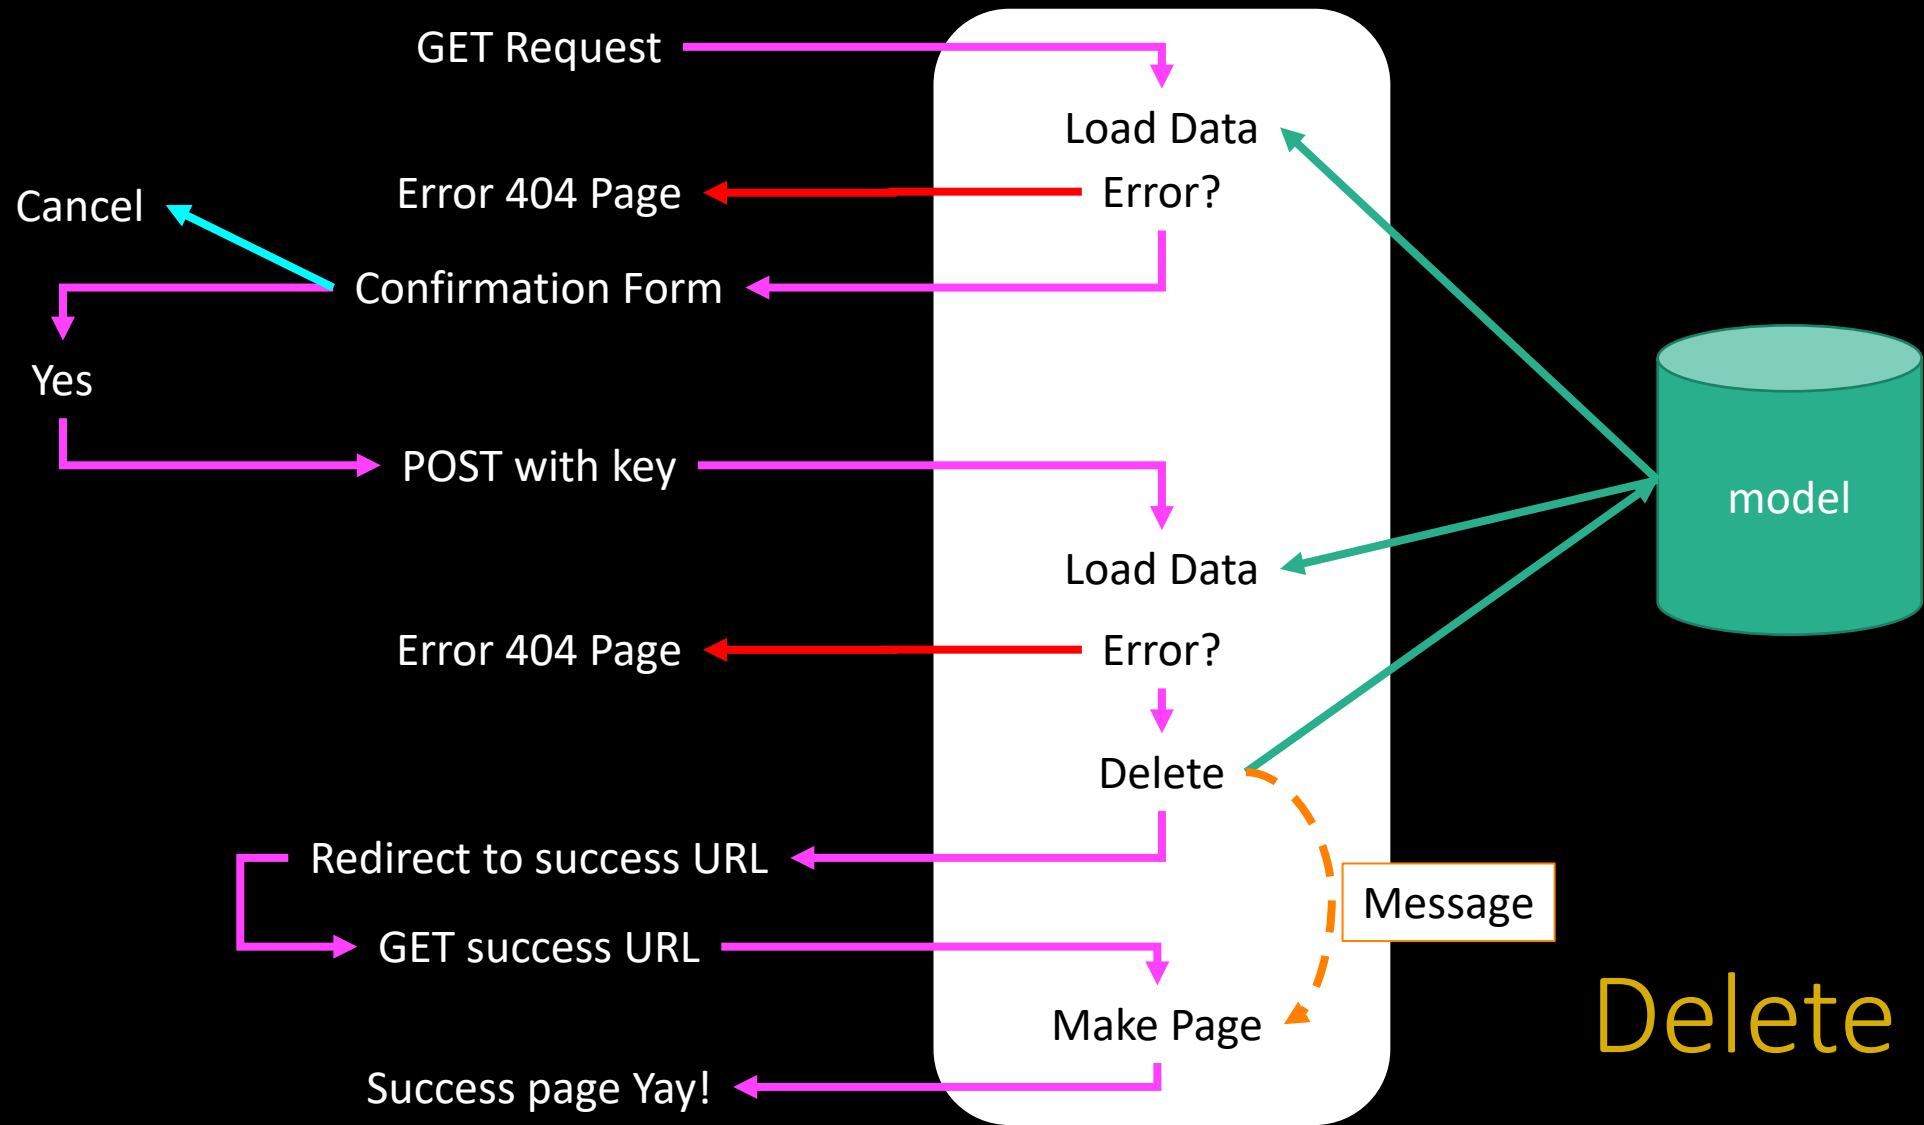 GET Request
Load Data
Error 404 Page
Error?
Cancel
Confirmation Form
Yes
POST with key
model
Load Data
Error 404 Page
Error?
Delete
Redirect to success URL
Message
GET success URL
Make Page
Delete
Success page Yay!